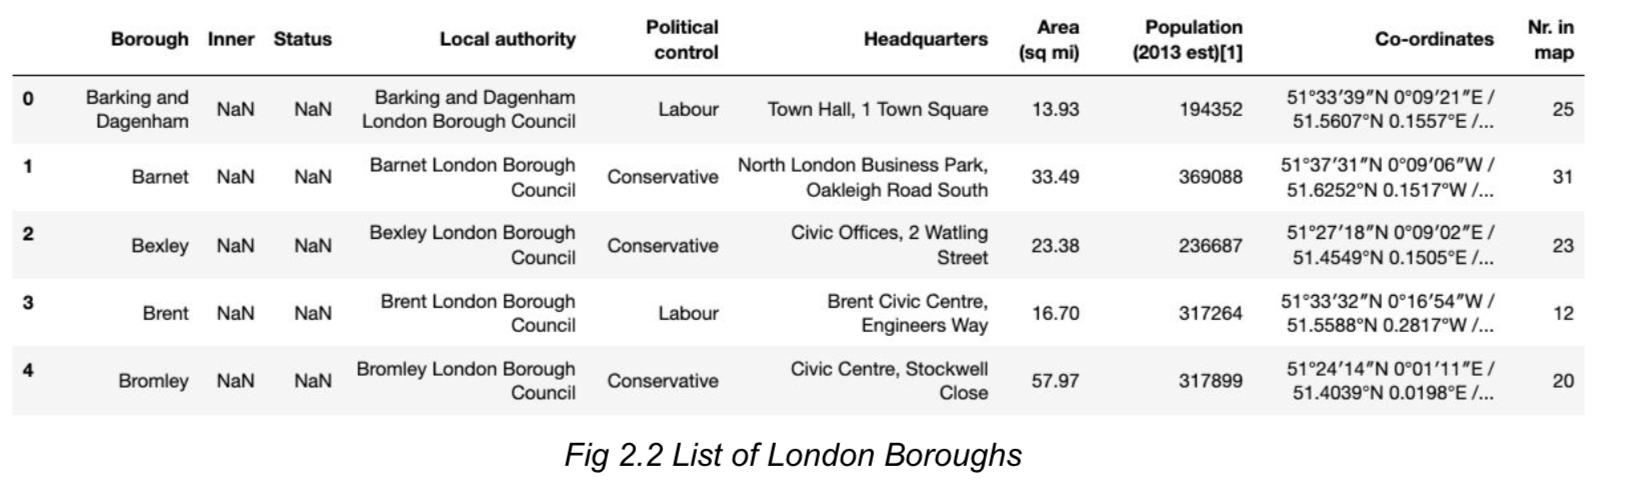 Borough Inner Status Local authority Political control Headquarters Area (sq mi) Population (2013 est)[1] Co-ordinates Nr. in map
0 Barking and Dagenham NaN NaN Barking and Dagenham London Borough Council Labour Town Hall, 1 Town Square 13.93 194352 51°33′39″N 0°09′21″E / 51.5607°N 0.1557°E /... 25
1 Barnet NaN NaN Barnet London Borough Council Conservative North London Business Park, Oakleigh Road South 33.49 369088 51°37′31″N 0°09′06″W / 51.6252°N 0.1517°W /... 31
2 Bexley NaN NaN Bexley London Borough Council Conservative Civic Offices, 2 Watling Street 23.38 236687 51°27′18″N 0°09′02″E / 51.4549°N 0.1505°E /... 23
3 Brent NaN NaN Brent London Borough Council Labour Brent Civic Centre, Engineers Way 16.70 317264 51°33′32″N 0°16′54″W / 51.5588°N 0.2817°W /... 12
4 Bromley NaN NaN Bromley London Borough Council Conservative Civic Centre, Stockwell Close 57.97 317899 51°24′14″N 0°01′11″E / 51.4039°N 0.0198°E /... 20
Fig 2.2 List of London Boroughs